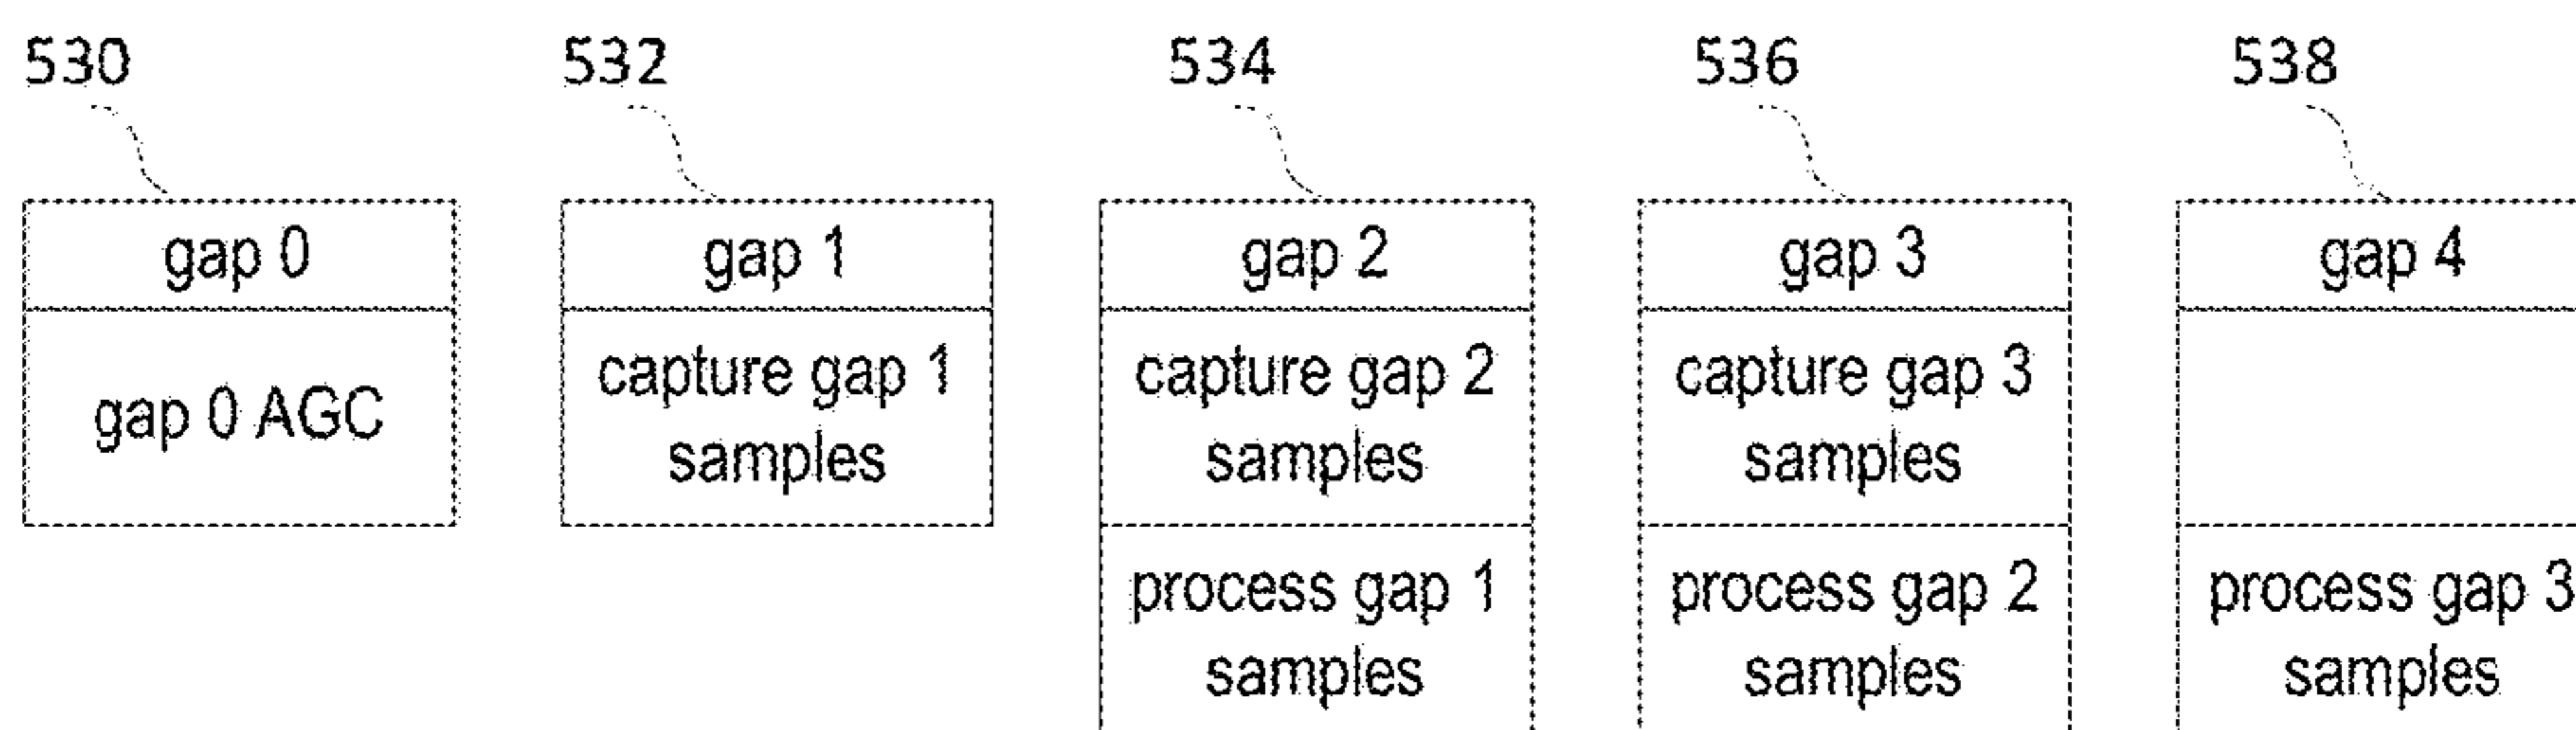 530
532
534
536
538
gap 0
gap 1
gap 2
gap 3
gap 4
gap 0 AGC
capture gap 1
samples
capture gap 2
samples
capture gap 3
samples
process gap 1
samples
process gap 2
samples
process gap 3
samples